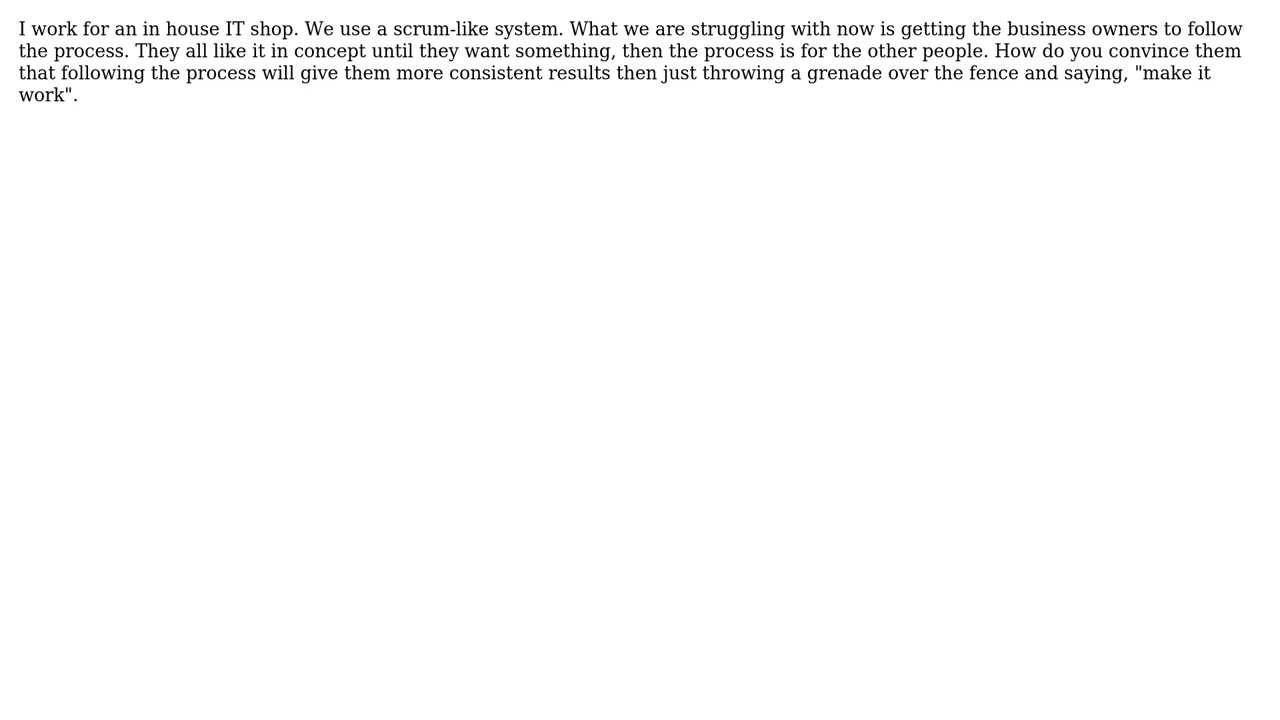 I work for an in house IT shop. We use a scrum-like system. What we are struggling with now is getting the business owners to follow
the process. They all like it in concept until they want something, then the process is for the other people. How do you convince them
that following the process will give them more consistent results then just throwing a grenade over the fence and saying, "make it
work".